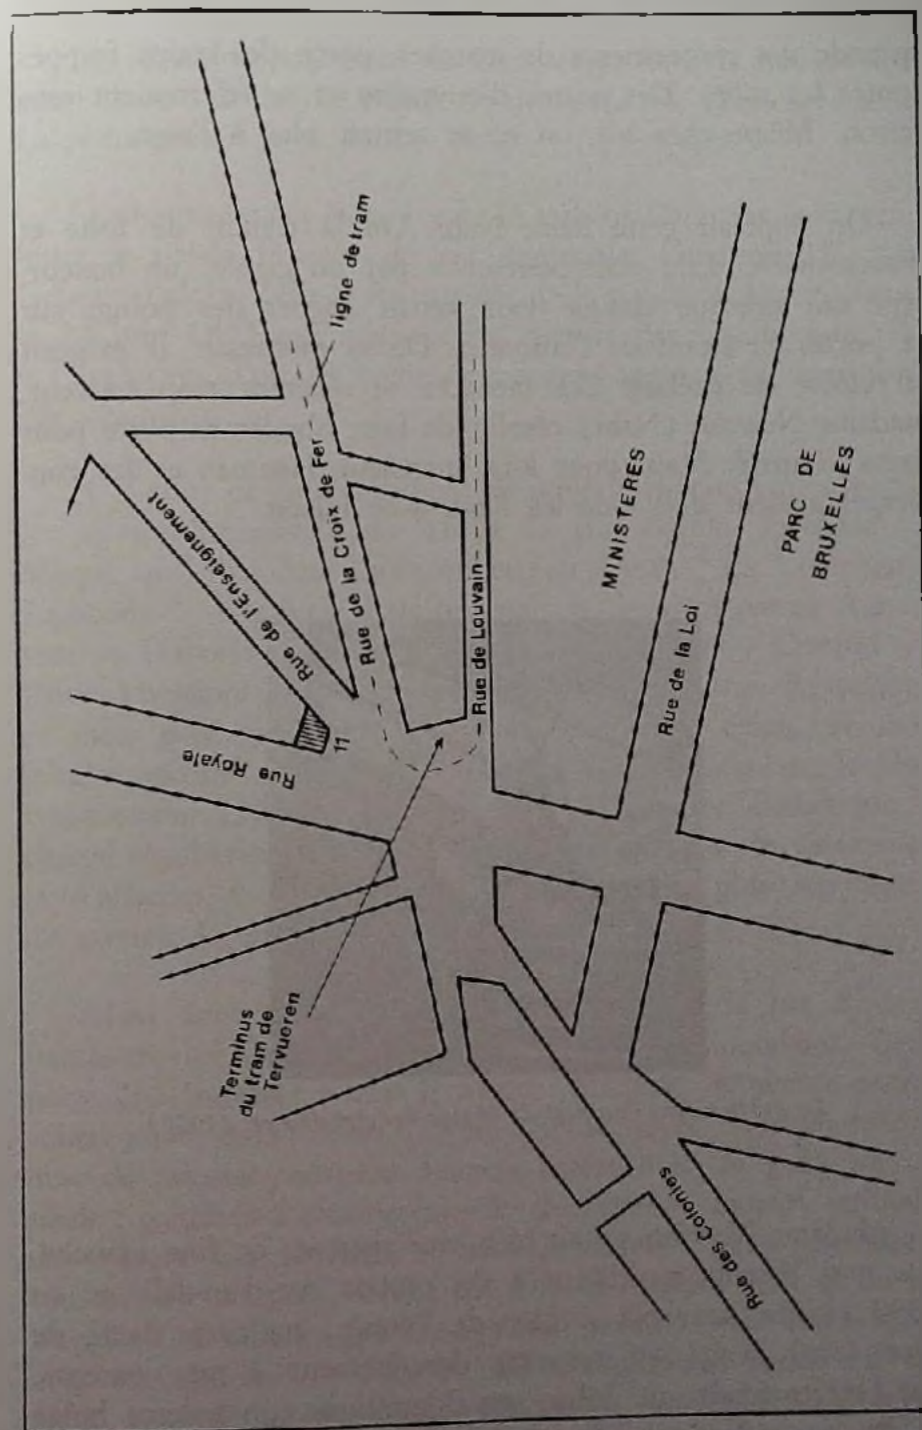 ligne de tram
Rue de la Croix de Fer
Rue de l'Enseignement
Rue de Louvain
MINISTERES
PARC DE
BRUXELLES
Rue de la Loi
Rue Royale
11
Terminus
du tram de
Tervueren
Rue des Colonies